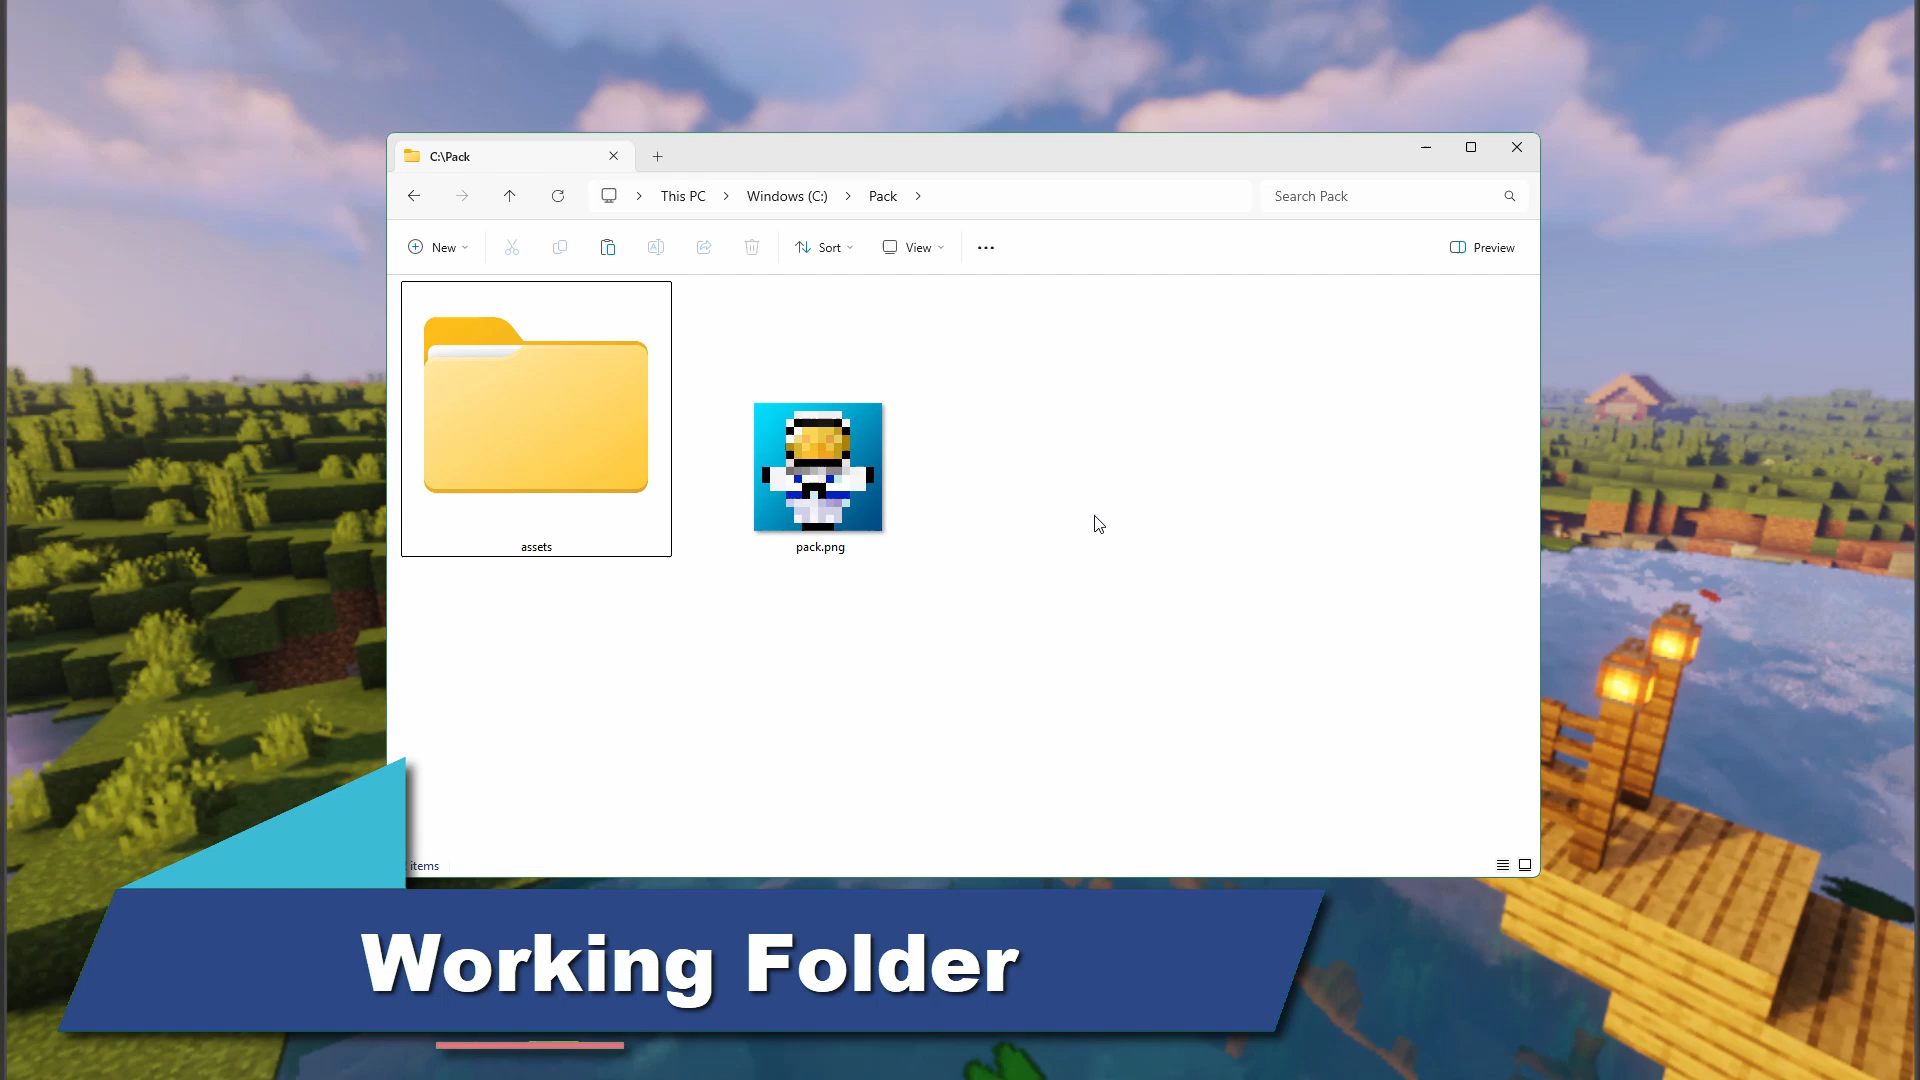 C:\Pack
This PC
Windows (C:)
Pack
Search Pack
New
Sort
View
Preview
assets
pack.png
items
Working Folder